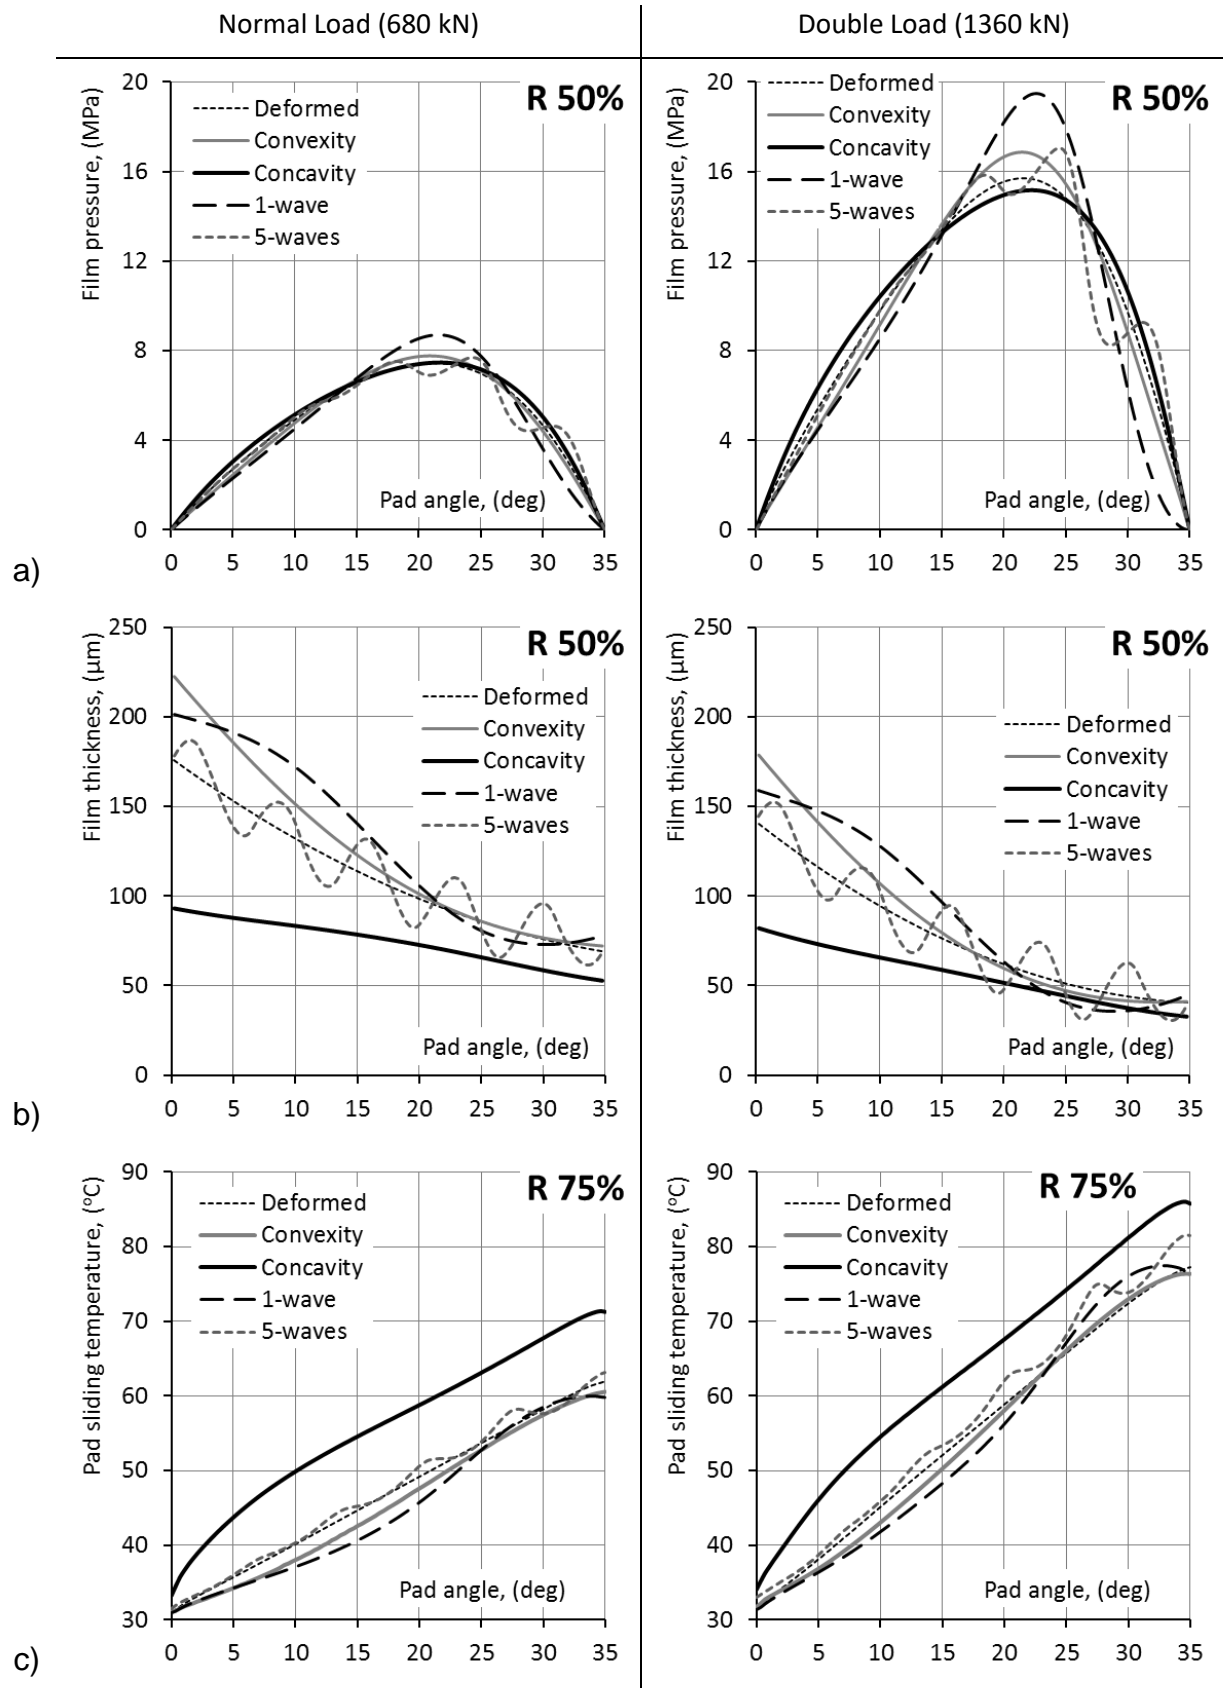 Normal Load (680 kN)
Double Load (1360 kN)
a)
Film pressure, (MPa)
20
16
12
8
4
0
R 50%
Deformed
Convexity
Concavity
1-wave
5-waves
Pad angle, (deg)
0 5 10 15 20 25 30 35
Film pressure, (MPa)
20
16
12
8
4
0
R 50%
Deformed
Convexity
Concavity
1-wave
5-waves
Pad angle, (deg)
0 5 10 15 20 25 30 35
b)
Film thickness, (μm)
250
200
150
100
50
0
R 50%
Deformed
Convexity
Concavity
1-wave
5-waves
Pad angle, (deg)
0 5 10 15 20 25 30 35
Film thickness, (μm)
250
200
150
100
50
0
R 50%
Deformed
Convexity
Concavity
1-wave
5-waves
Pad angle, (deg)
0 5 10 15 20 25 30 35
c)
Pad sliding temperature, (°C)
90
80
70
60
50
40
30
R 75%
Deformed
Convexity
Concavity
1-wave
5-waves
Pad angle, (deg)
0 5 10 15 20 25 30 35
Pad sliding temperature, (°C)
90
80
70
60
50
40
30
R 75%
Deformed
Convexity
Concavity
1-wave
5-waves
Pad angle, (deg)
0 5 10 15 20 25 30 35